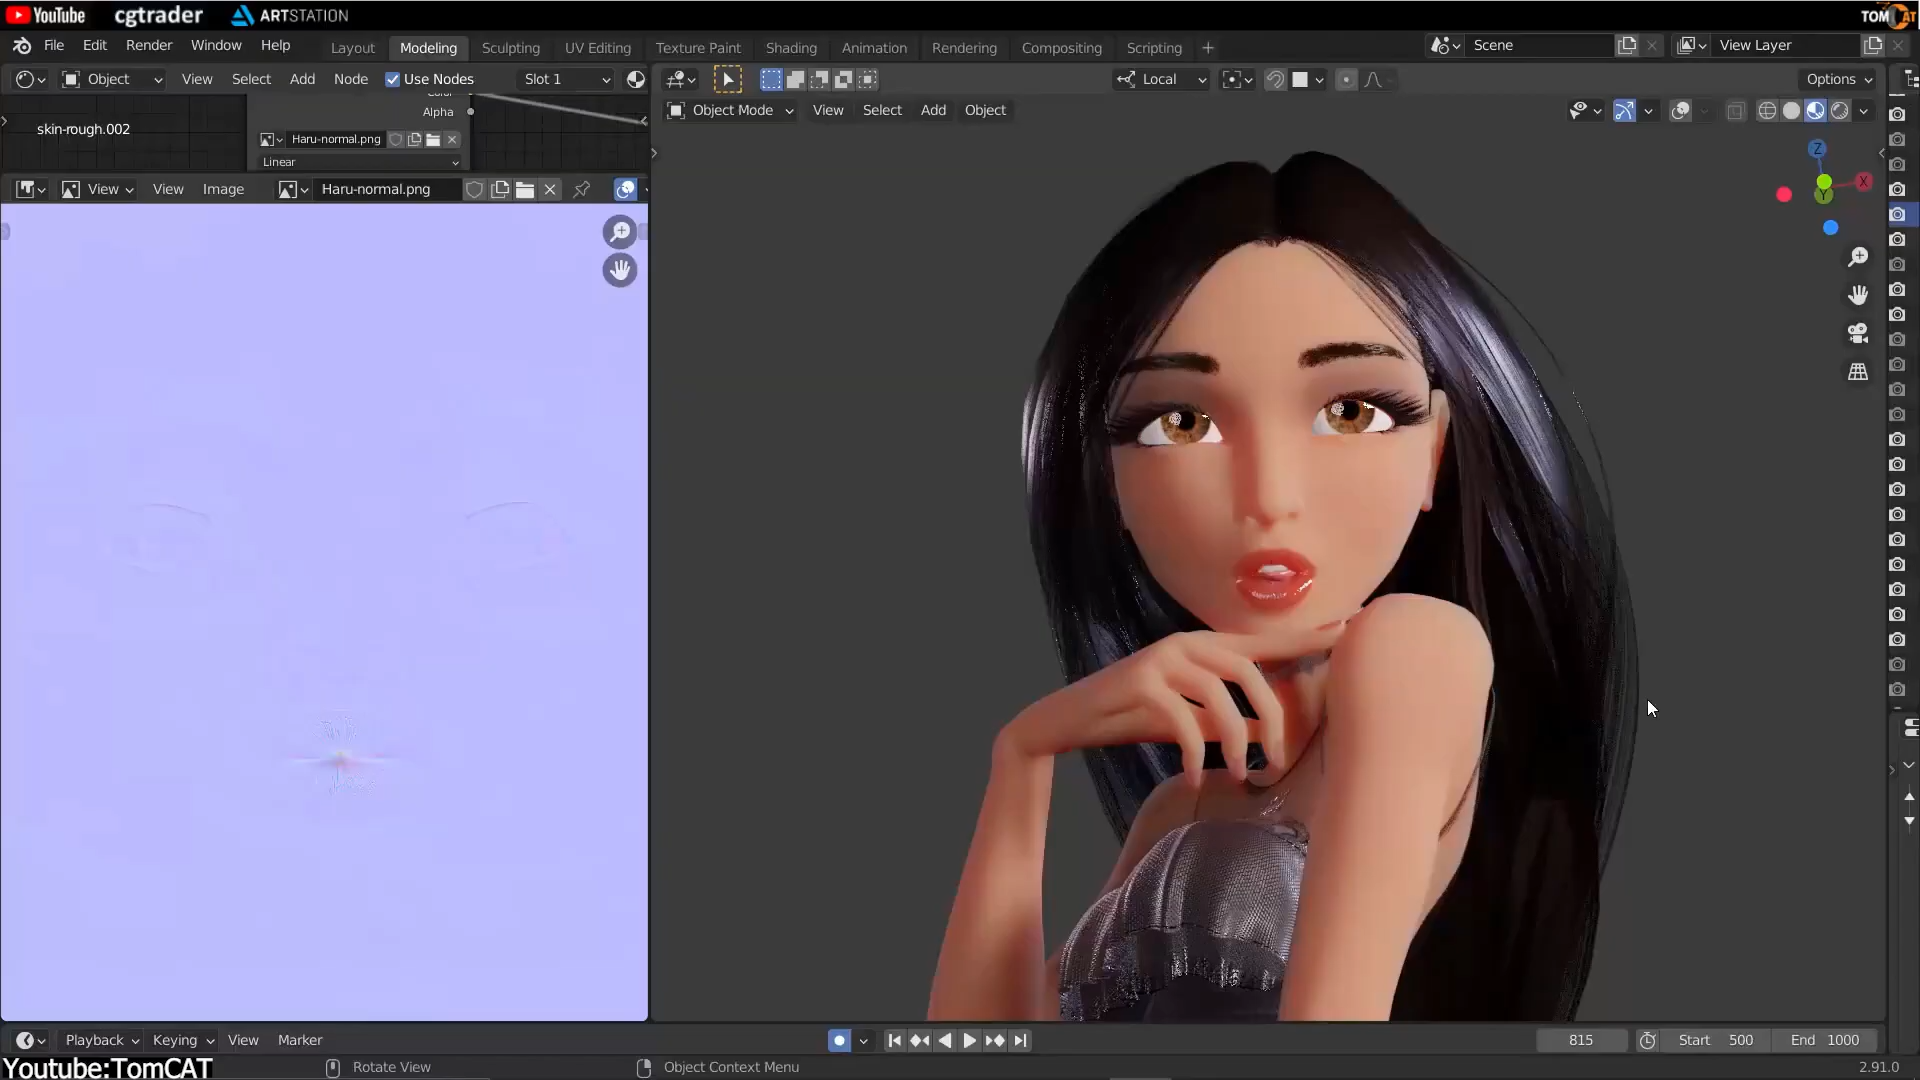 YouTube cgtrader ARTSTATION TOMCAT
File Edit Render Window Help Layout Modeling Sculpting UV Editing Texture Paint Shading Animation Rendering Compositing Scripting + Scene View Layer
Object View Select Add Node Use Nodes Slot 1 Local Options
Object Mode View Select Add Object
Alpha
skin-rough.002
Haru-normal.png
Linear
View View Image Haru-normal.png
Z
X
Y
Playback Keying View Marker 815 Start 500 End 1000
Youtube:TomCAT Rotate View Object Context Menu 2.91.0